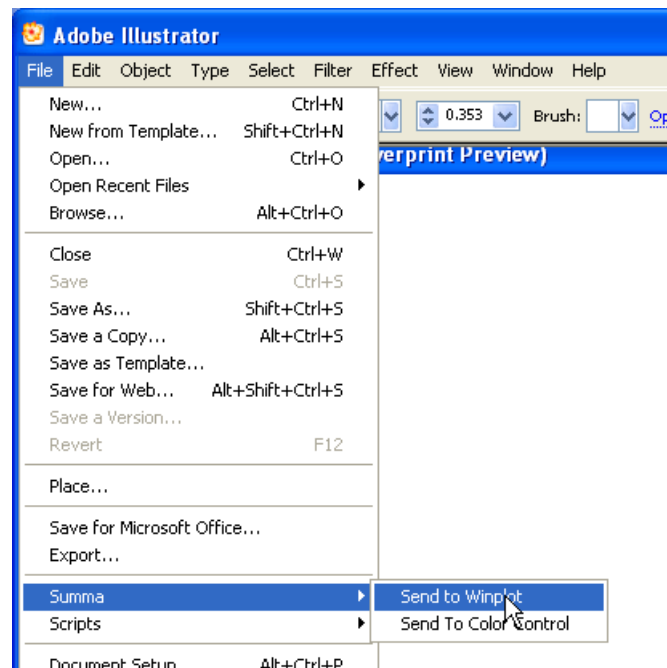 Adobe Illustrator
File Edit Object Type Select Filter Effect View Window Help
New... Ctrl+N
0.353 Brush: Op
New from Template... Shift+Ctrl+N
Open... Ctrl+O
erprint Preview)
Open Recent Files
Browse... Alt+Ctrl+O
Close Ctrl+W
Save Ctrl+S
Save As... Shift+Ctrl+S
Save a Copy... Alt+Ctrl+S
Save as Template...
Save for Web... Alt+Shift+Ctrl+S
Save a Version...
Revert F12
Place...
Save for Microsoft Office...
Export...
Summa
Send to Winplot
Scripts
Send To Color Control
Document Setup Alt+Ctrl+P